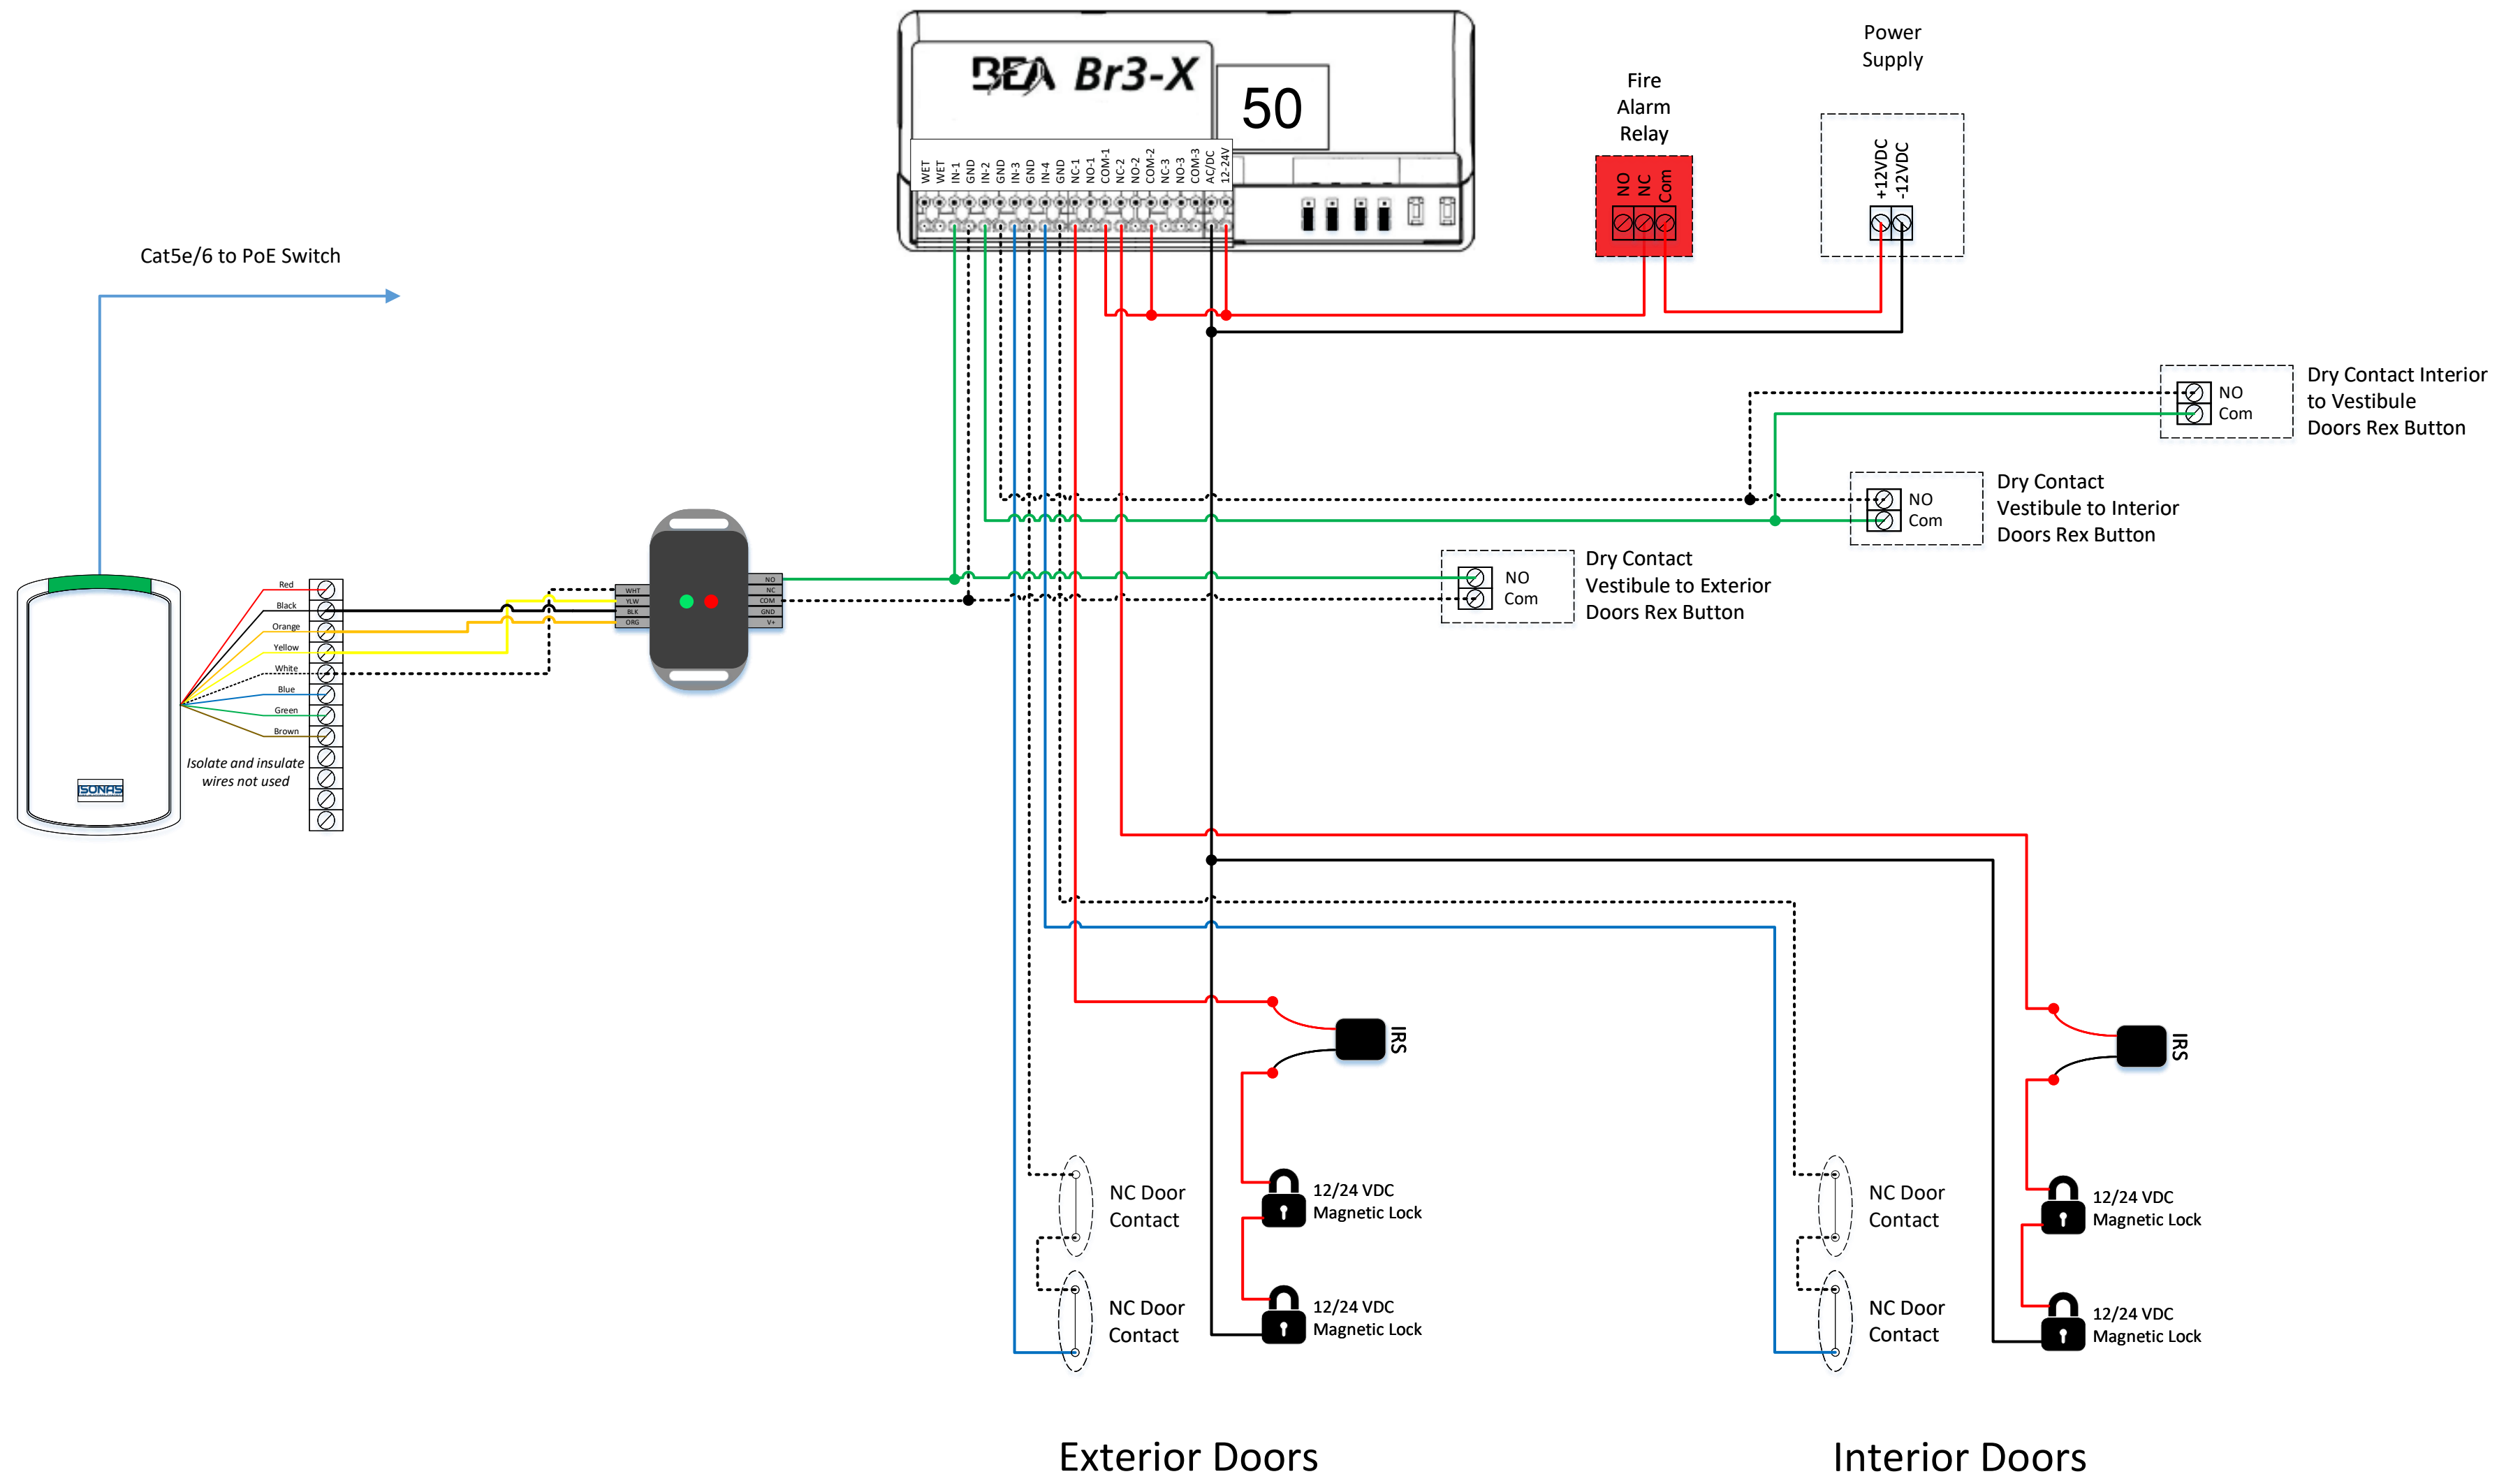 BEA Br3-X
50
WET
WET
IN-1
GND
IN-2
GND
IN-3
GND
IN-4
GND
NC-1
NO-1
COM-1
NC-2
NO-2
COM-2
NC-3
NO-3
COM-3
AC/DC
12-24V
Fire
Alarm
Relay
NO
NC
Com
Power
Supply
+12VDC
-12VDC
Cat5e/6 to PoE Switch
NO
Com
Dry Contact Interior
to Vestibule
Doors Rex Button
NO
Com
Dry Contact
Vestibule to Interior
Doors Rex Button
NO
Com
Dry Contact
Vestibule to Exterior
Doors Rex Button
Red
Black
Orange
Yellow
White
Blue
Green
Brown
Isolate and insulate
wires not used
ISONAS
WHT
YLW
BLK
ORG
NO
NC
COM
GND
V+
IRS
IRS
NC Door
Contact
12/24 VDC
Magnetic Lock
NC Door
Contact
12/24 VDC
Magnetic Lock
NC Door
Contact
12/24 VDC
Magnetic Lock
NC Door
Contact
12/24 VDC
Magnetic Lock
Exterior Doors
Interior Doors